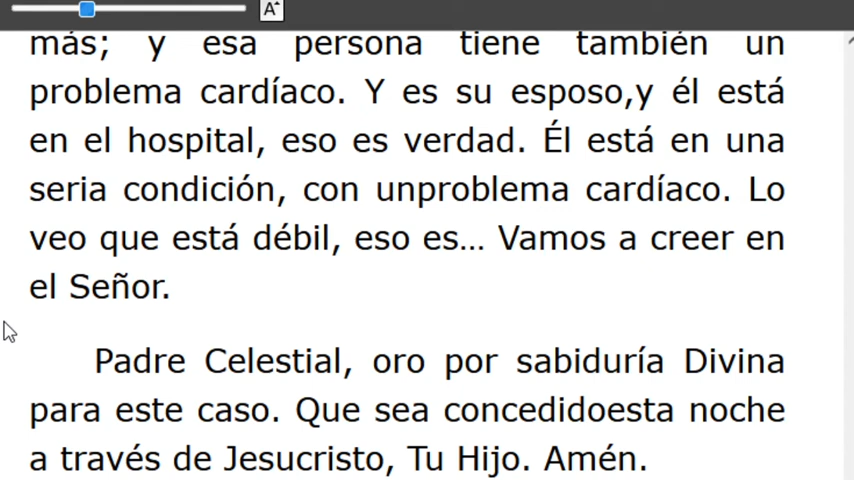 A
más; y esa persona tiene también un
problema cardíaco. Y es su esposo,y él está
en el hospital, eso es verdad. Él está en una
seria condición, con unproblema cardíaco. Lo
veo que está débil, eso es... Vamos a creer en
el Señor.
Padre Celestial, oro por sabiduría Divina
para este caso. Que sea concedidoesta noche
a través de Jesucristo, Tu Hijo. Amén.